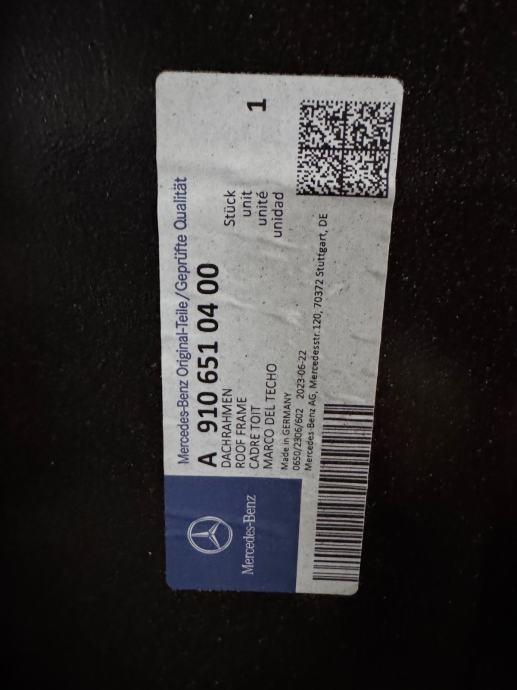 Mercedes-Benz Original-Teile/Geprüfte Qualität
A 910 651 04 00
DACHRAHMEN
ROOF FRAME
CADRE TOIT
MARCO DEL TECHO
Stück
unit
unité
unidad
1
Made in GERMANY
0650/2306/602 2023-06-22
Mercedes-Benz AG, Mercedesstr.120, 70372 Stuttgart, DE
Mercedes-Benz